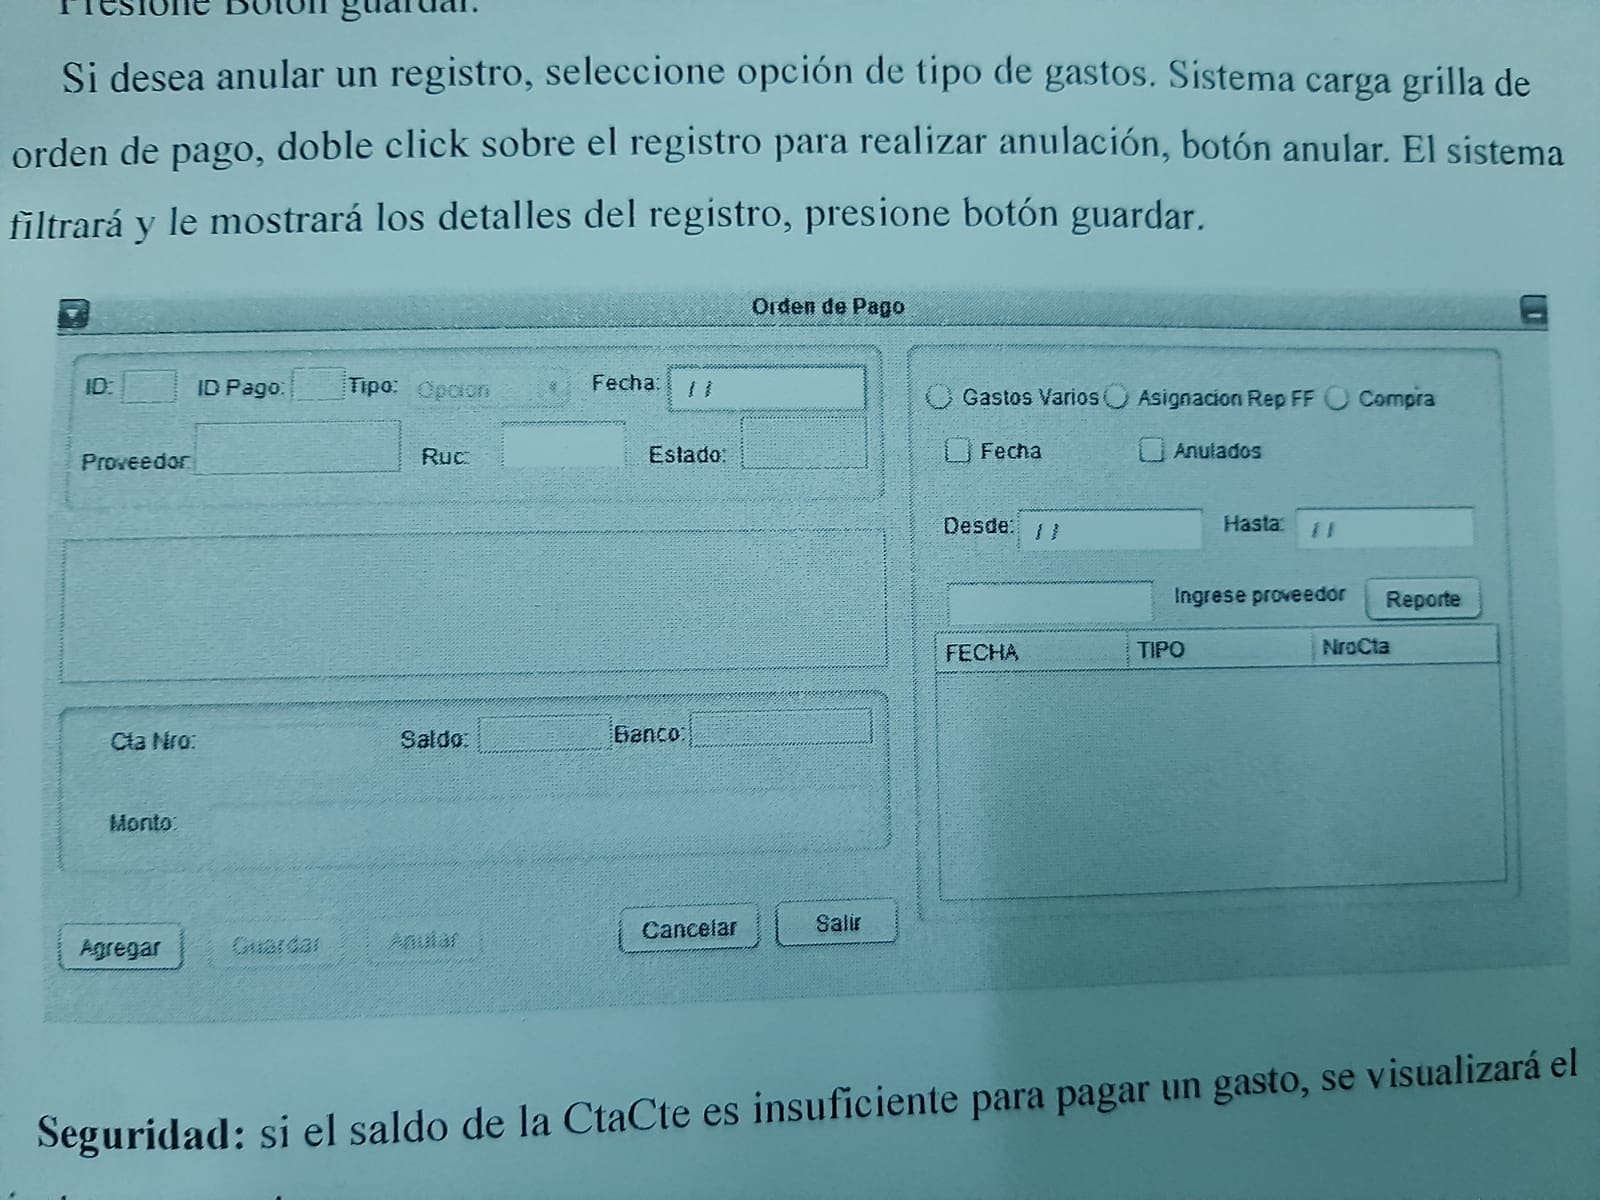 Presione Botón guardar.
Si desea anular un registro, seleccione opción de tipo de gastos. Sistema carga grilla de
orden de pago, doble click sobre el registro para realizar anulación, botón anular. El sistema
filtrará y le mostrará los detalles del registro, presione botón guardar.
Orden de Pago
ID: ID Pago: Tipo: Opcion Fecha: / /
Proveedor: Ruc: Estado:
Gastos Varios Asignacion Rep FF Compra
Fecha Anulados
Desde: / / Hasta: / /
Ingrese proveedor Reporte
FECHA TIPO NroCta
Cta Nro: Saldo: Banco:
Monto:
Agregar Guardar Anular Cancelar Salir
Seguridad: si el saldo de la CtaCte es insuficiente para pagar un gasto, se visualizará el